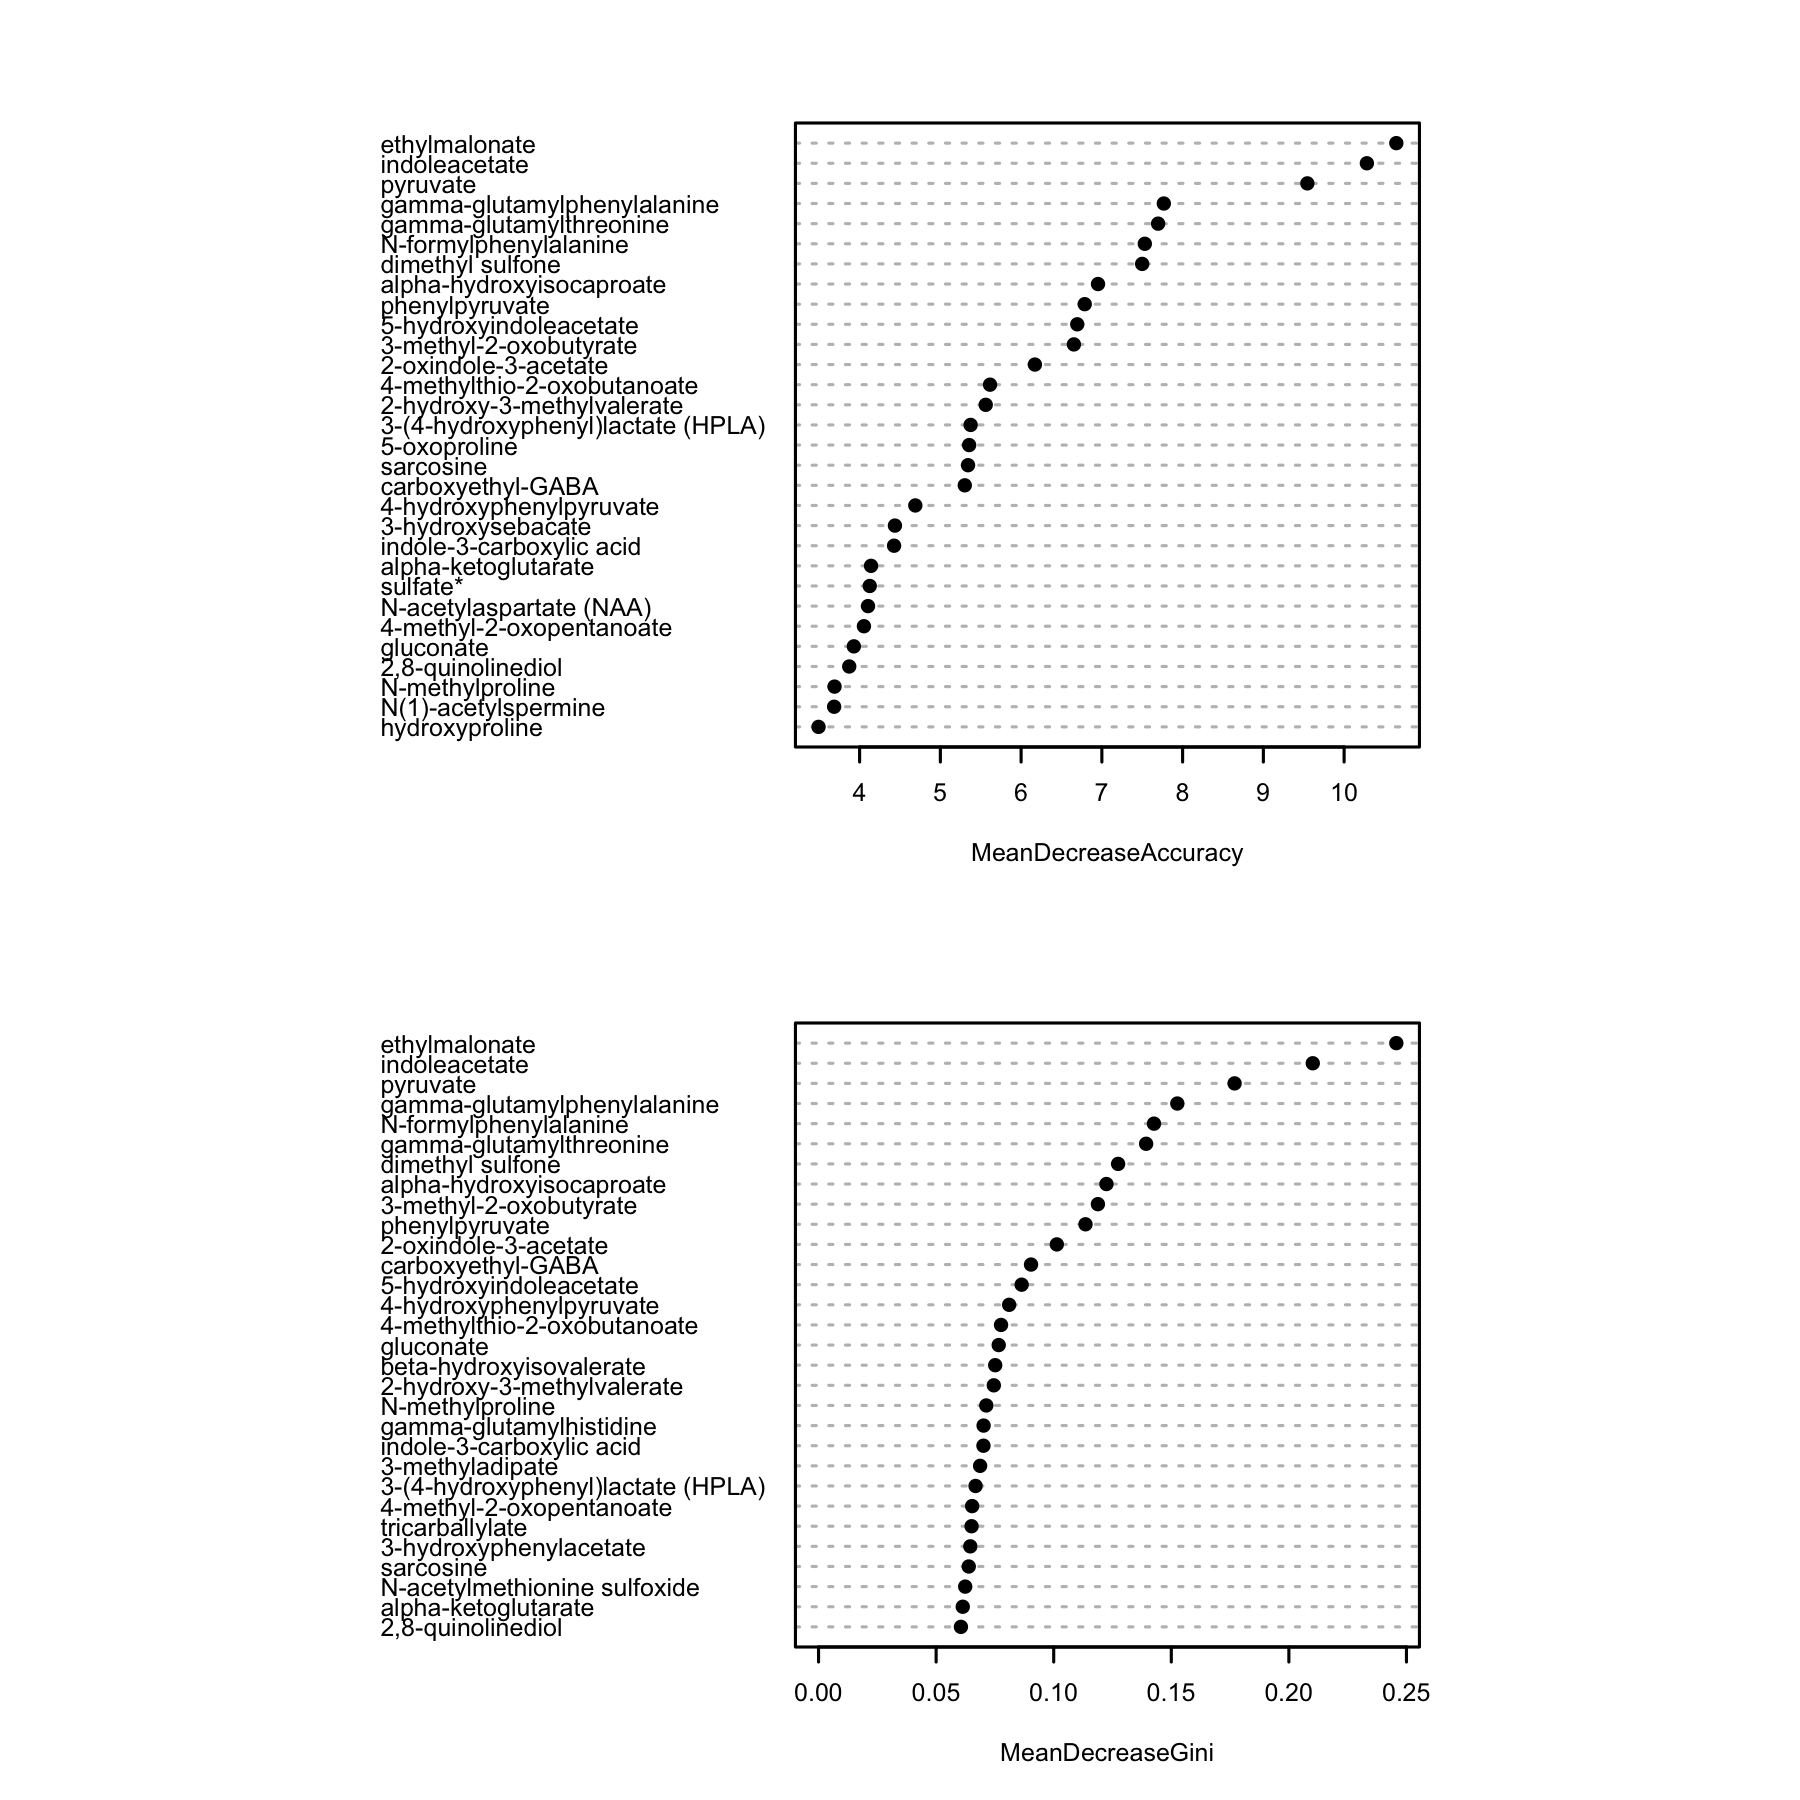 ethylmalonate
indoleacetate
pyruvate
gamma-glutamylphenylalanine
gamma-glutamylthreonine
N-formylphenylalanine
dimethyl sulfone
alpha-hydroxyisocaproate
phenylpyruvate
5-hydroxyindoleacetate
3-methyl-2-oxobutyrate
2-oxindole-3-acetate
4-methylthio-2-oxobutanoate
2-hydroxy-3-methylvalerate
3-(4-hydroxyphenyl)lactate (HPLA)
5-oxoproline
sarcosine
carboxyethyl-GABA
4-hydroxyphenylpyruvate
3-hydroxysebacate
indole-3-carboxylic acid
alpha-ketoglutarate
sulfate*
N-acetylaspartate (NAA)
4-methyl-2-oxopentanoate
gluconate
2,8-quinolinediol
N-methylproline
N(1)-acetylspermine
hydroxyproline
4 5 6 7 8 9 10
MeanDecreaseAccuracy
ethylmalonate
indoleacetate
pyruvate
gamma-glutamylphenylalanine
N-formylphenylalanine
gamma-glutamylthreonine
dimethyl sulfone
alpha-hydroxyisocaproate
3-methyl-2-oxobutyrate
phenylpyruvate
2-oxindole-3-acetate
carboxyethyl-GABA
5-hydroxyindoleacetate
4-hydroxyphenylpyruvate
4-methylthio-2-oxobutanoate
gluconate
beta-hydroxyisovalerate
2-hydroxy-3-methylvalerate
N-methylproline
gamma-glutamylhistidine
indole-3-carboxylic acid
3-methyladipate
3-(4-hydroxyphenyl)lactate (HPLA)
4-methyl-2-oxopentanoate
tricarballylate
3-hydroxyphenylacetate
sarcosine
N-acetylmethionine sulfoxide
alpha-ketoglutarate
2,8-quinolinediol
0.00 0.05 0.10 0.15 0.20 0.25
MeanDecreaseGini